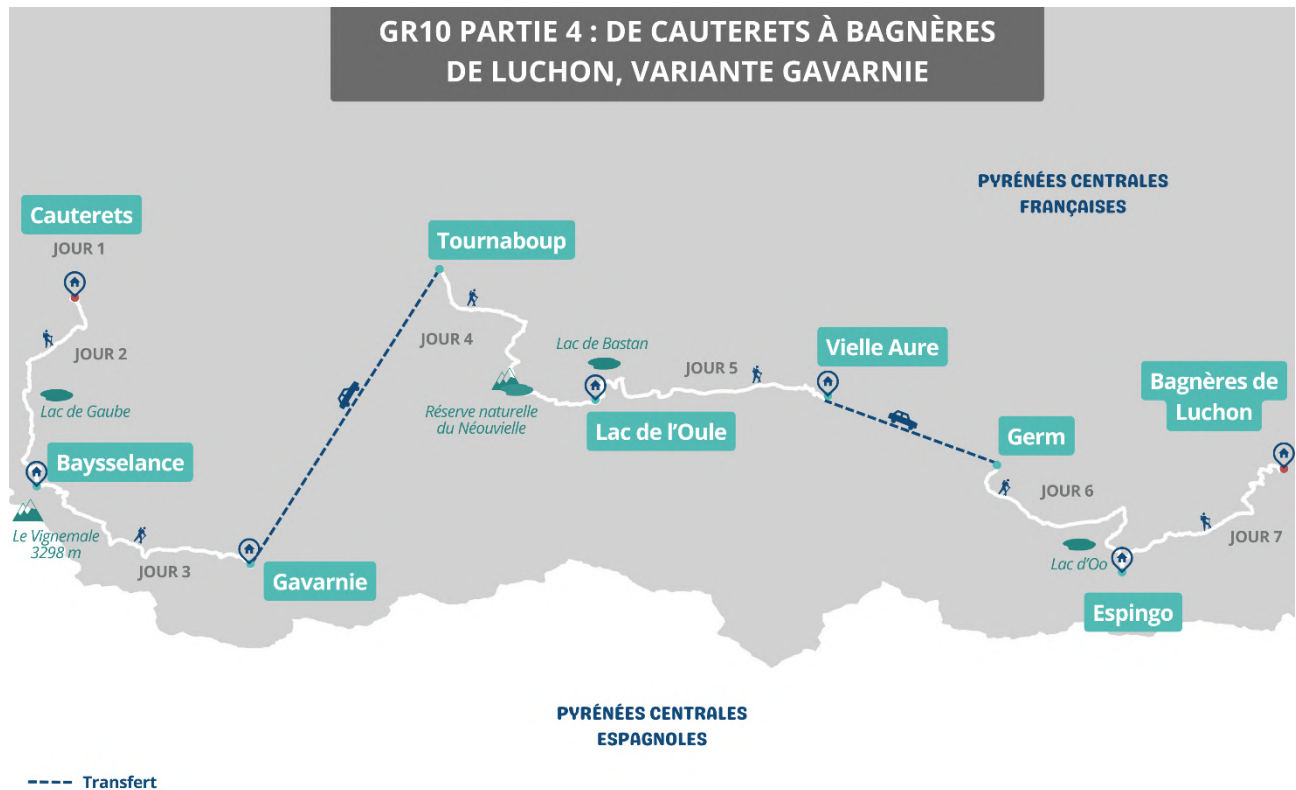 GR10 PARTIE 4 : DE CAUTERETS À BAGNÈRES
DE LUCHON, VARIANTE GAVARNIE
PYRÉNÉES CENTRALES
FRANÇAISES
Cauterets
JOUR 1
JOUR 2
Lac de Gaube
Baysselance
Le Vignemale
3298 m
JOUR 3
Gavarnie
Tournaboup
JOUR 4
Réserve naturelle
du Néouvielle
Lac de Bastan
Lac de l'Oule
JOUR 5
Vielle Aure
Germ
JOUR 6
Lac d'Oo
Espingo
JOUR 7
Bagnères de
Luchon
PYRÉNÉES CENTRALES
ESPAGNOLES
Transfert